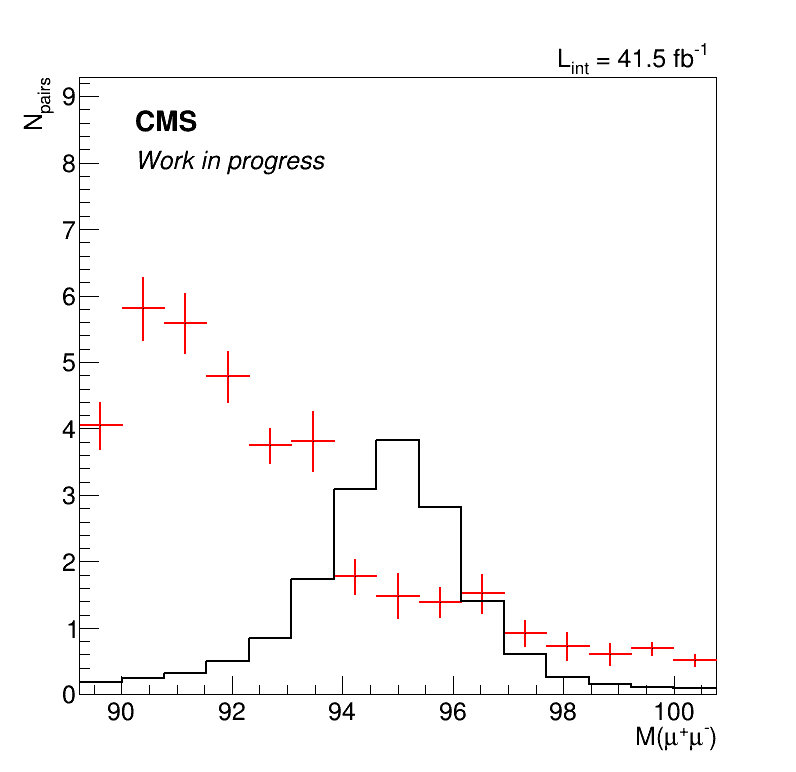 L_int = 41.5 fb^-1
N_pairs
CMS
Work in progress
9
8
7
6
5
4
3
2
1
0
90 92 94 96 98 100
M(μ⁺μ⁻)